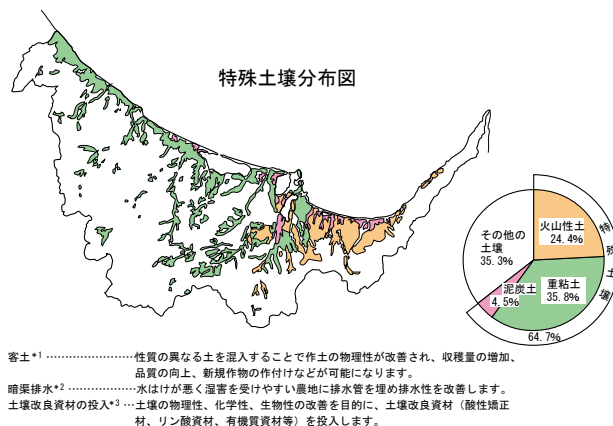 特殊土壌分布図
その他の
土壌
35.3%
火山性土
24.4%
泥炭土
4.5%
重粘土
35.8%
64.7%
特殊土壌
客土*1 ……………………性質の異なる土を混入することで作土の物理性が改善され、収穫量の増加、
品質の向上、新規作物の作付けなどが可能になります。
暗渠排水*2 ………………水はけが悪く湿害を受けやすい農地に排水管を埋め排水性を改善します。
土壌改良資材の投入*3 …土壌の物理性、化学性、生物性の改善を目的に、土壌改良資材（酸性矯正
材、リン酸資材、有機質資材等）を投入します。